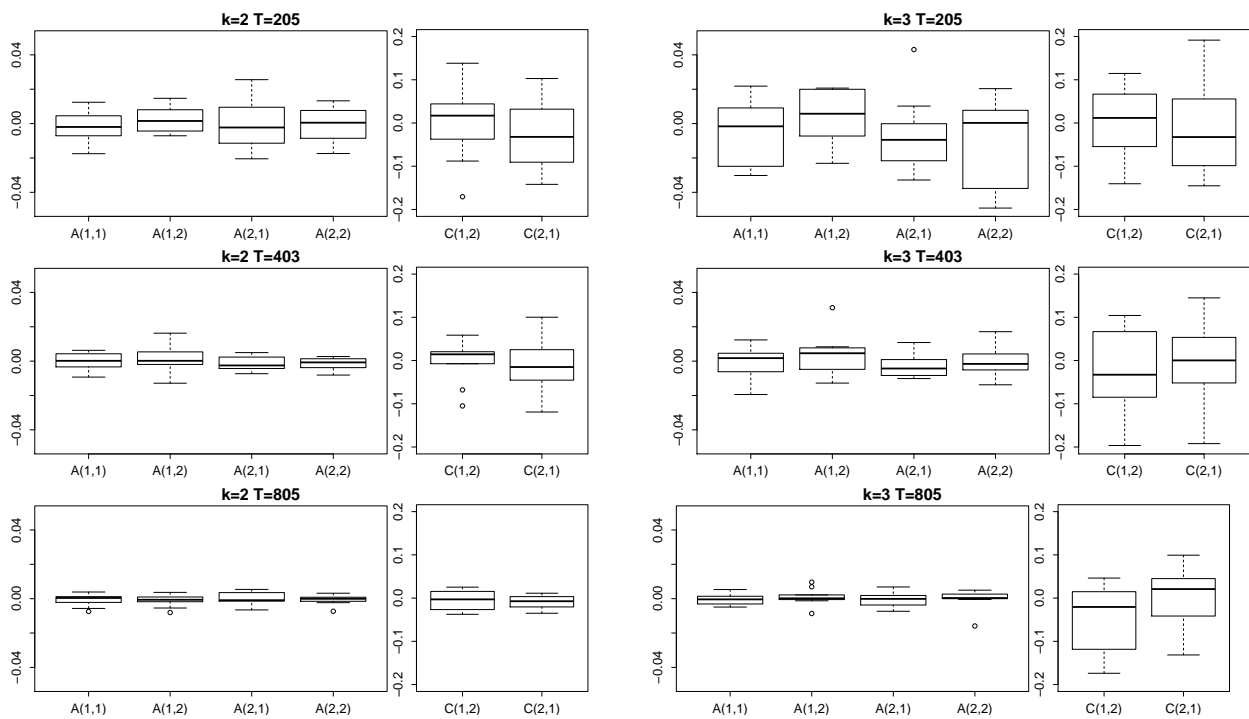 k=2 T=205
0.04
0.00
−0.04
A(1,1) A(1,2) A(2,1) A(2,2)
0.2
0.1
0.0
−0.1
−0.2
C(1,2) C(2,1)
k=3 T=205
0.04
0.00
−0.04
A(1,1) A(1,2) A(2,1) A(2,2)
0.2
0.1
0.0
−0.1
−0.2
C(1,2) C(2,1)
k=2 T=403
0.04
0.00
−0.04
A(1,1) A(1,2) A(2,1) A(2,2)
0.2
0.1
0.0
−0.1
−0.2
C(1,2) C(2,1)
k=3 T=403
0.04
0.00
−0.04
A(1,1) A(1,2) A(2,1) A(2,2)
0.2
0.1
0.0
−0.1
−0.2
C(1,2) C(2,1)
k=2 T=805
0.04
0.00
−0.04
A(1,1) A(1,2) A(2,1) A(2,2)
0.2
0.1
0.0
−0.1
−0.2
C(1,2) C(2,1)
k=3 T=805
0.04
0.00
−0.04
A(1,1) A(1,2) A(2,1) A(2,2)
0.2
0.1
0.0
−0.1
−0.2
C(1,2) C(2,1)